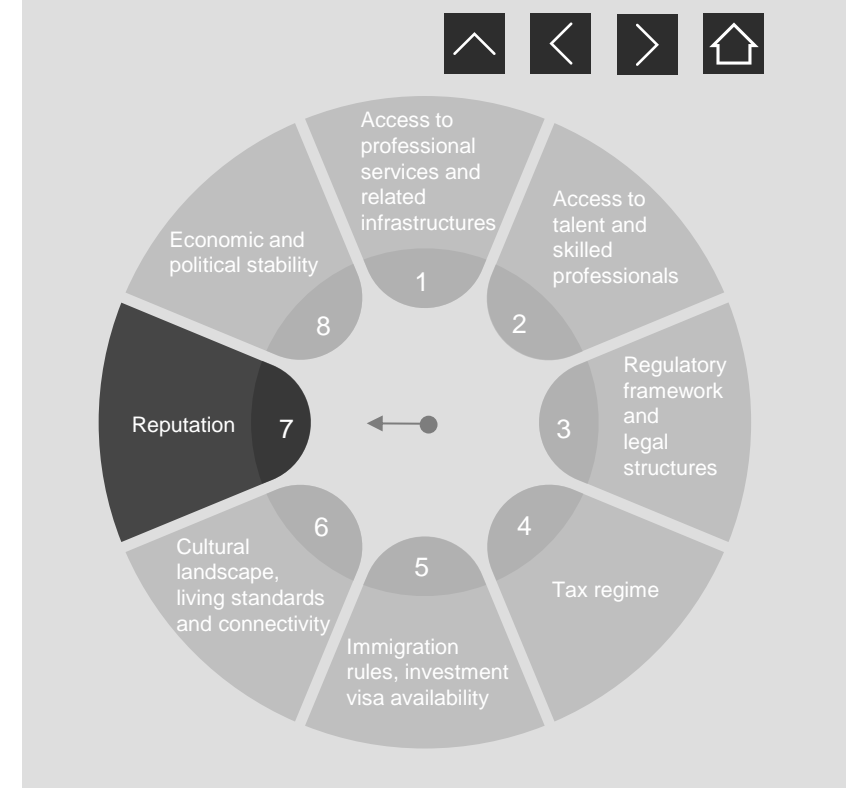 Access to
professional
services and
related
infrastructures
1
Access to
talent and
skilled
professionals
2
Regulatory
framework
and
legal
structures
3
Tax regime
4
Immigration
rules, investment
visa availability
5
Cultural
landscape,
living standards
and connectivity
6
Reputation
7
Economic and
political stability
8